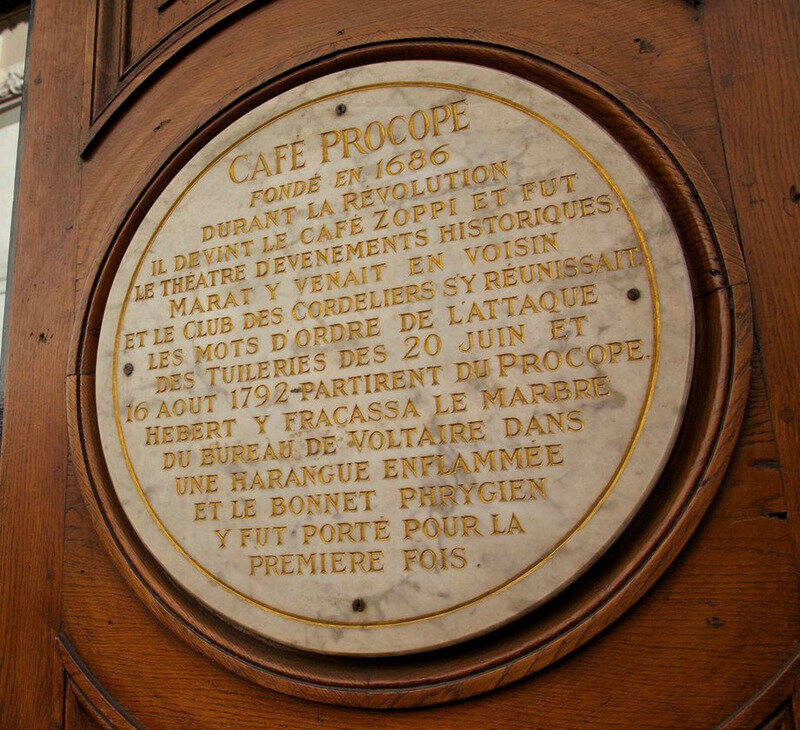 CAFÉ PROCOPE
FONDÉ EN 1686
DURANT LA RÉVOLUTION
IL DEVINT LE CAFÉ ZOPPI ET FUT
LE THEATRE D'EVENEMENTS HISTORIQUES.
MARAT Y VENAIT EN VOISIN
ET LE CLUB DES CORDELIERS S'Y RÉUNISSAIT.
LES MOTS D'ORDRE DE L'ATTAQUE
DES TUILERIES DES 20 JUIN ET
16 AOUT 1792-PARTIRENT DU PROCOPE.
HEBERT Y FRACASSA LE MARBRE
DU BUREAU DE VOLTAIRE DANS
UNE HARANGUE ENFLAMMÉE
ET LE BONNET PHRYGIEN
Y FUT PORTÉ POUR LA
PREMIERE FOIS.